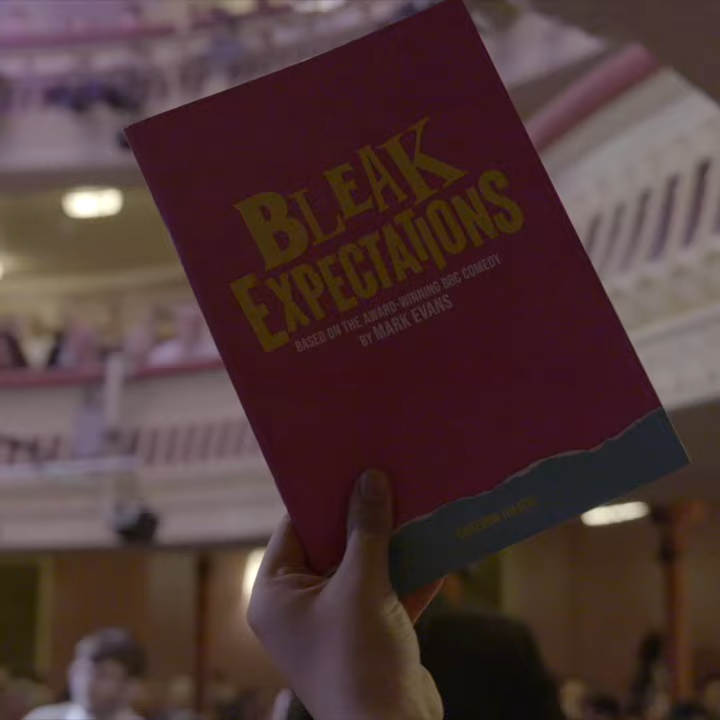 BLEAK
EXPECTATIONS
BASED ON THE AWARD-WINNING BBC COMEDY
BY MARK EVANS